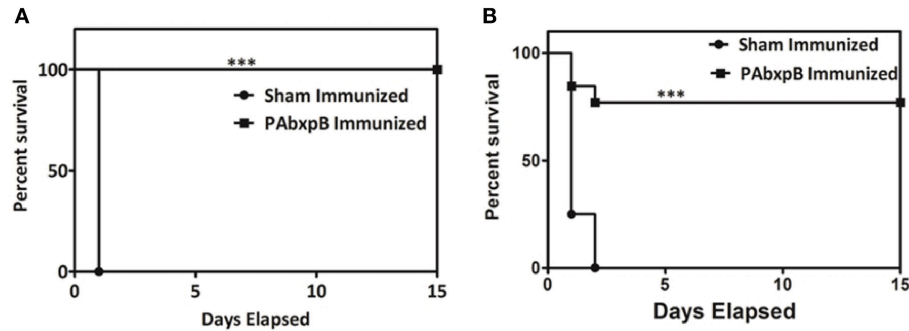 A
Percent survival
100
50
0
***
Sham Immunized
PAbxpB Immunized
0 5 10 15
Days Elapsed
B
Percent survival
100
50
0
Sham Immunized
PAbxpB Immunized
***
0 5 10 15
Days Elapsed